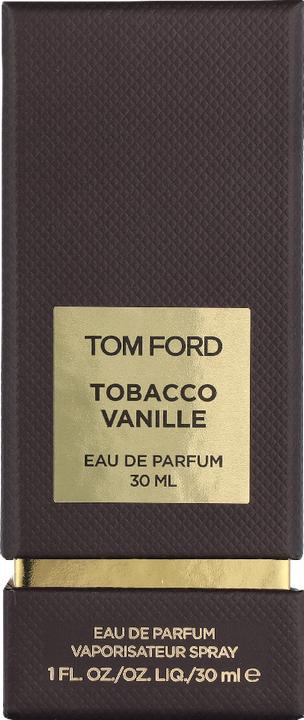 TOM FORD
TOBACCO
VANILLE
EAU DE PARFUM
30 ML
EAU DE PARFUM
VAPORISATEUR SPRAY
1 FL. OZ./OZ. LIQ./30 ml ℮